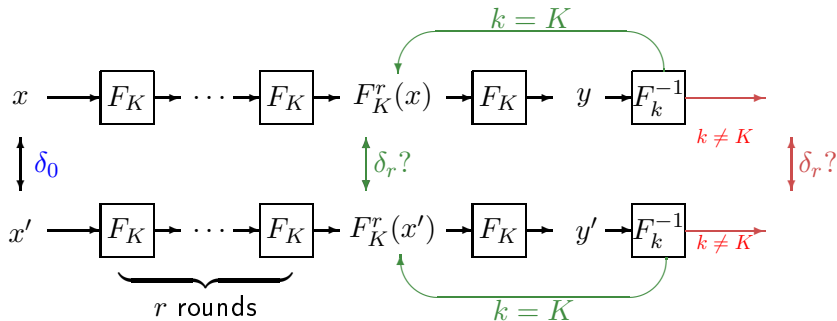 k = K
x F_K ⋯ F_K F_K^r(x) F_K y F_k^{-1}
k ≠ K
δ_0 δ_r? δ_r?
x′ F_K ⋯ F_K F_K^r(x′) F_K y′ F_k^{-1}
k ≠ K
r rounds
k = K